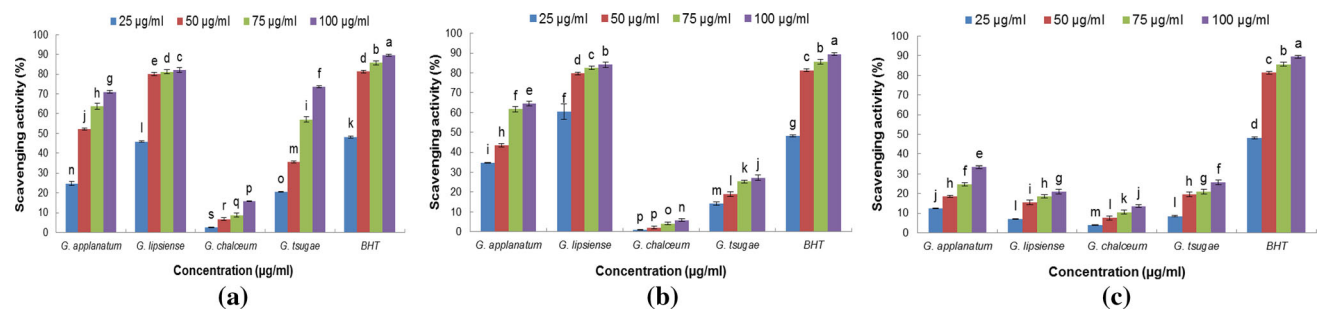 25 µg/ml 50 µg/ml 75 µg/ml 100 µg/ml
Scavenging activity (%)
100
90
80
70
60
50
40
30
20
10
0
n j h g
l e d c
s r q p
o m i f
k d b a
G. applanatum G. lipsiense G. chalceum G. tsugae BHT
Concentration (µg/ml)
(a)
25 µg/ml 50 µg/ml 75 µg/ml 100 µg/ml
Scavenging activity (%)
100
90
80
70
60
50
40
30
20
10
0
i h f e
f d c b
p p o n
m l k j
g c b a
G. applanatum G. lipsiense G. chalceum G. tsugae BHT
Concentration (µg/ml)
(b)
25 µg/ml 50 µg/ml 75 µg/ml 100 µg/ml
Scavenging activity (%)
100
90
80
70
60
50
40
30
20
10
0
j h f e
l i h g
m l k j
l h g f
d c b a
G. applanatum G. lipsiense G. chalceum G. tsugae BHT
Concentration (µg/ml)
(c)